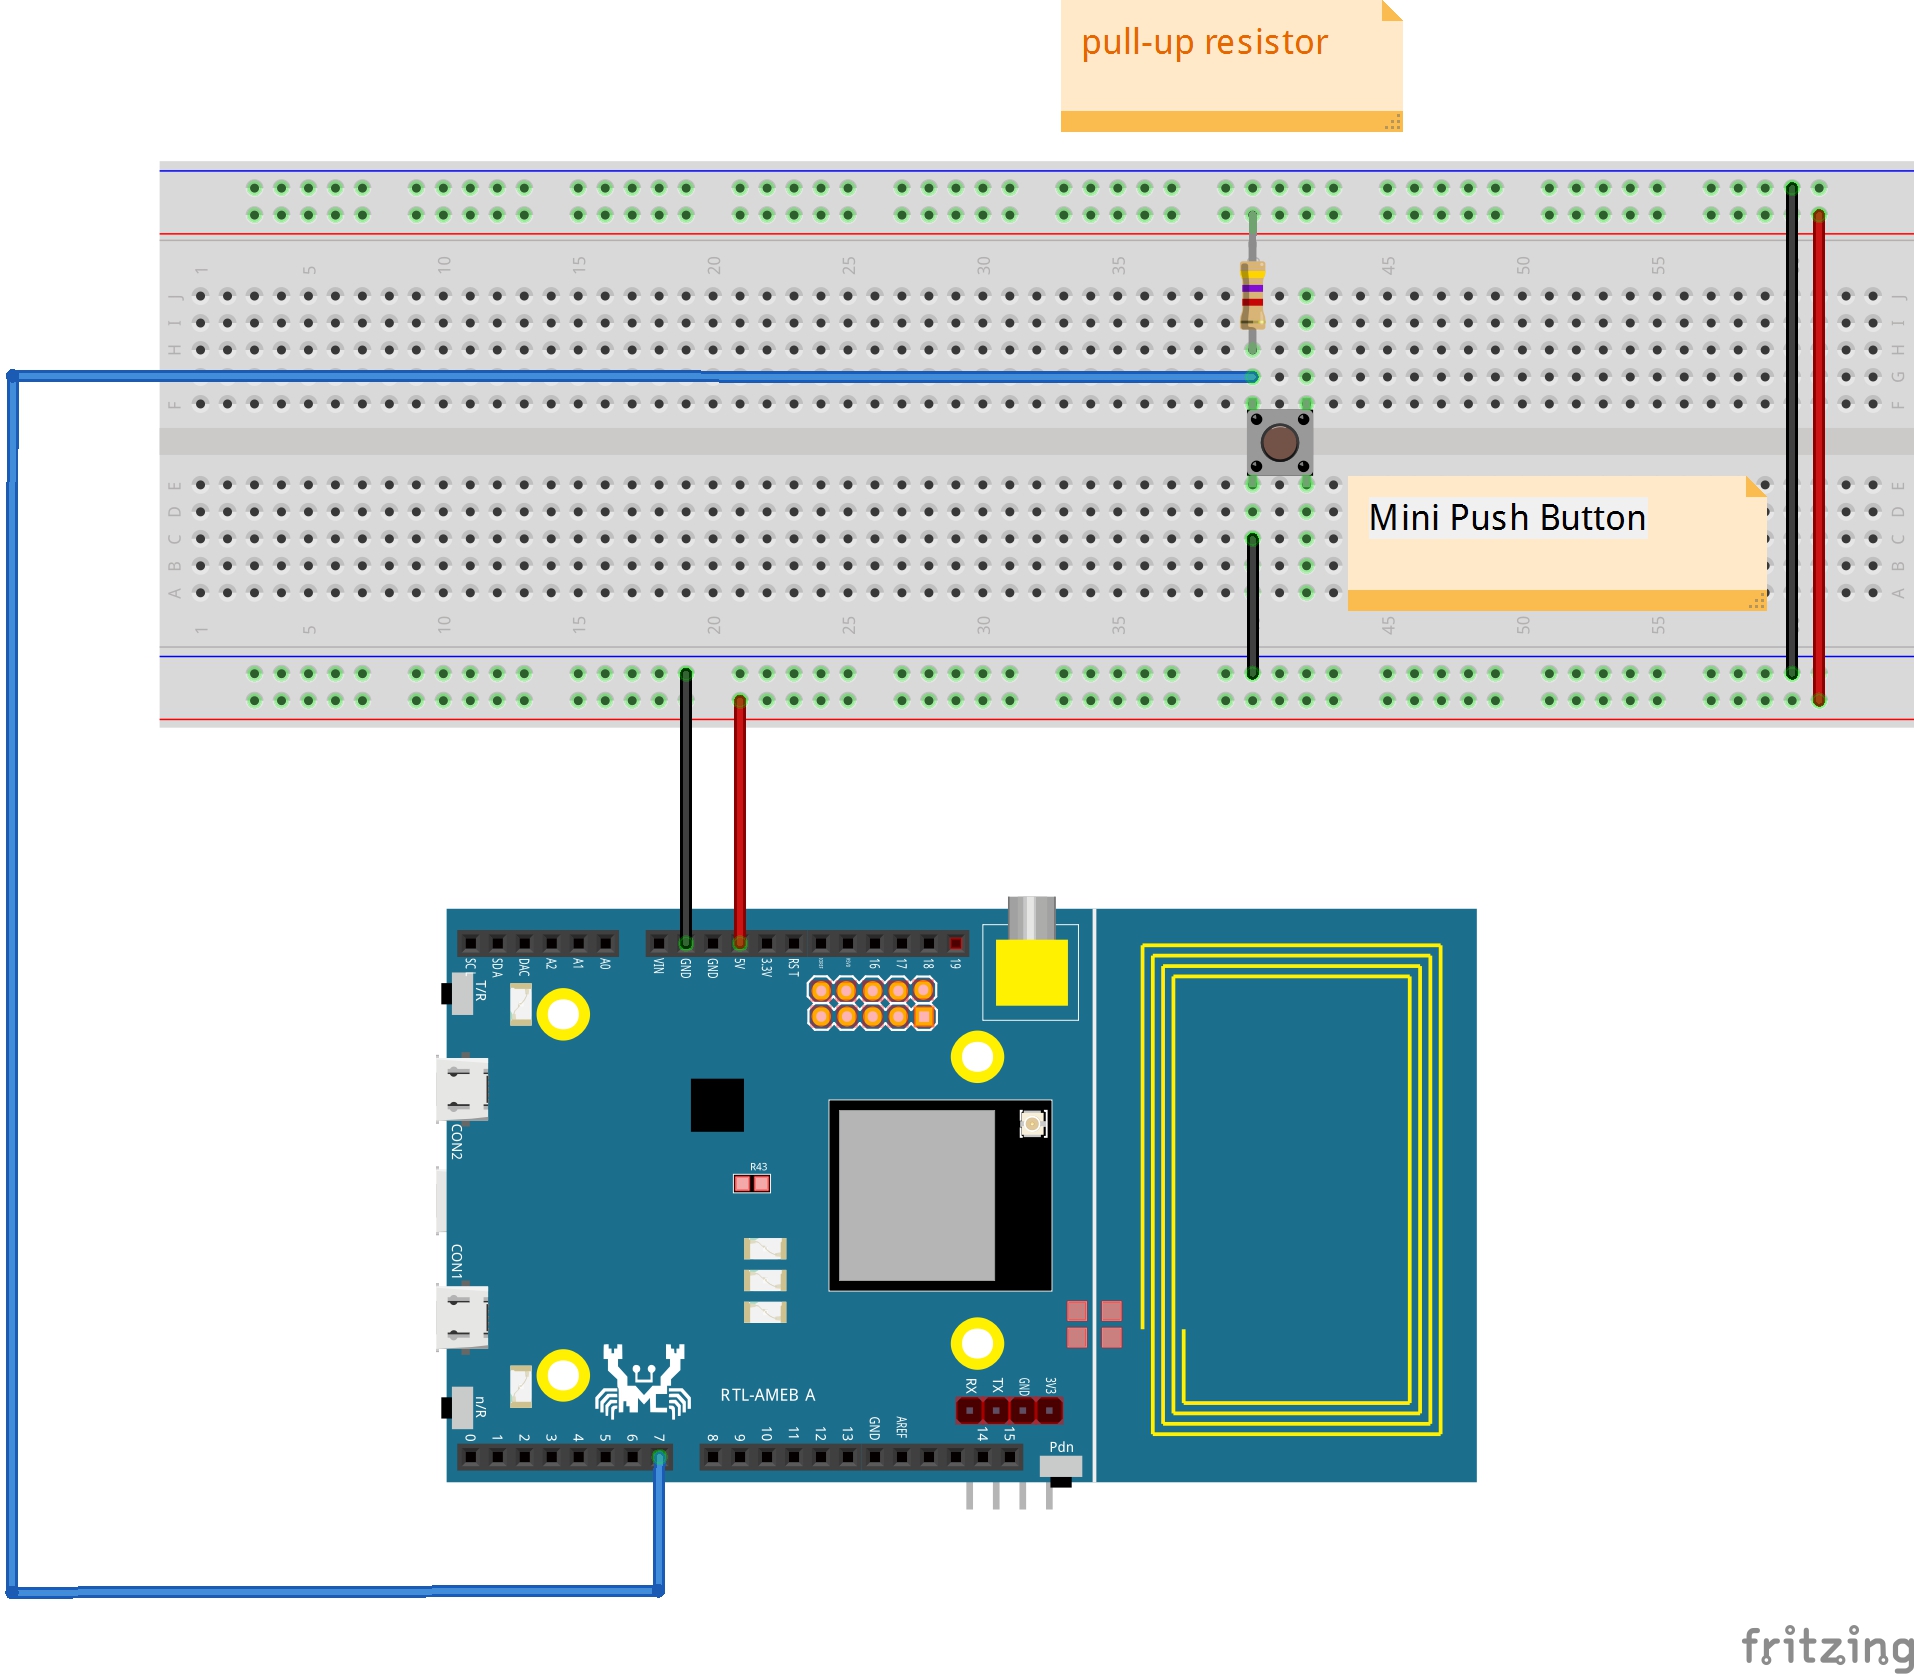 pull-up resistor
1 5 10 15 20 25 30 35 45 50 55
J J
I I
H H
G
F F
E E
D D
C C
B B
A A
Mini Push Button
1 5 10 15 20 25 30 35 45 50 55
SCL SDA DAC A2 A1 A0 VIN GND GND 5V 3.3V RST 16 17 18 19
T/R
CON2
R43
CON1
RTL-AMEB A
RX TX GND 3V3
n/R
0 1 2 3 4 5 6 7 8 9 10 11 12 13 GND AREF 14 15
Pdn
fritzing